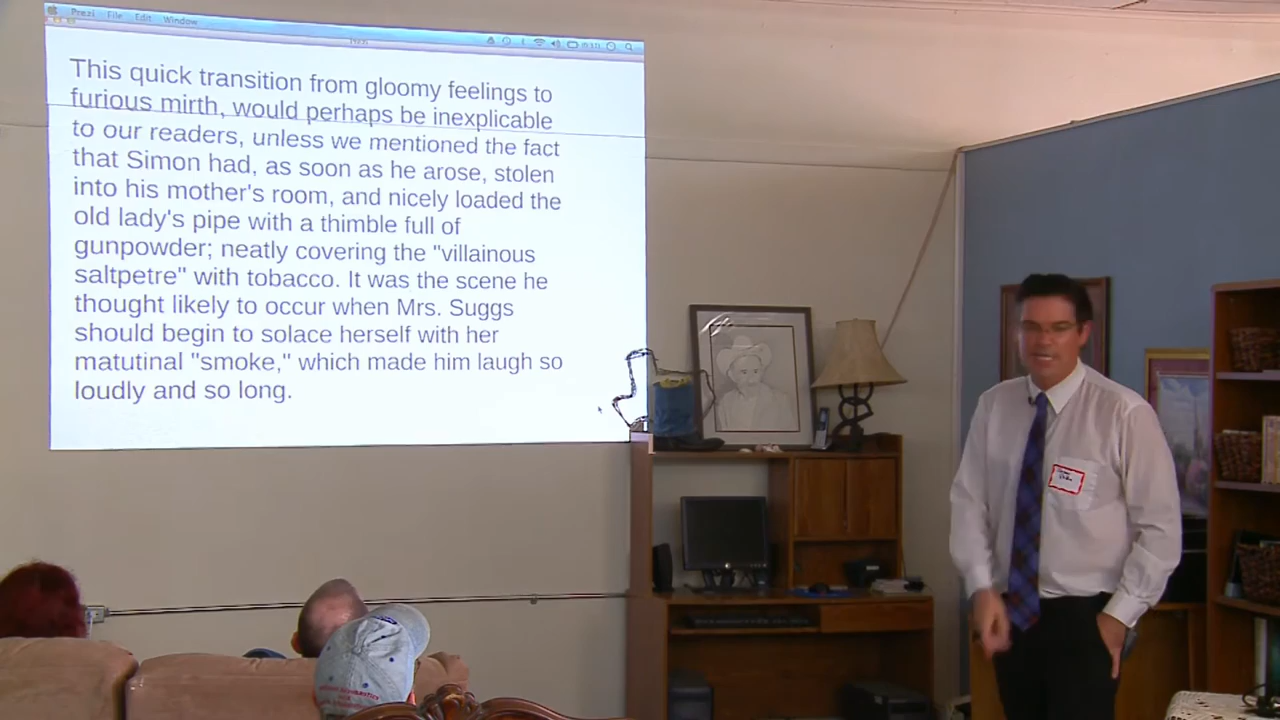 Prezi File Edit Window
This quick transition from gloomy feelings to
furious mirth, would perhaps be inexplicable
to our readers, unless we mentioned the fact
that Simon had, as soon as he arose, stolen
into his mother's room, and nicely loaded the
old lady's pipe with a thimble full of
gunpowder; neatly covering the "villainous
saltpetre" with tobacco. It was the scene he
thought likely to occur when Mrs. Suggs
should begin to solace herself with her
matutinal "smoke," which made him laugh so
loudly and so long.